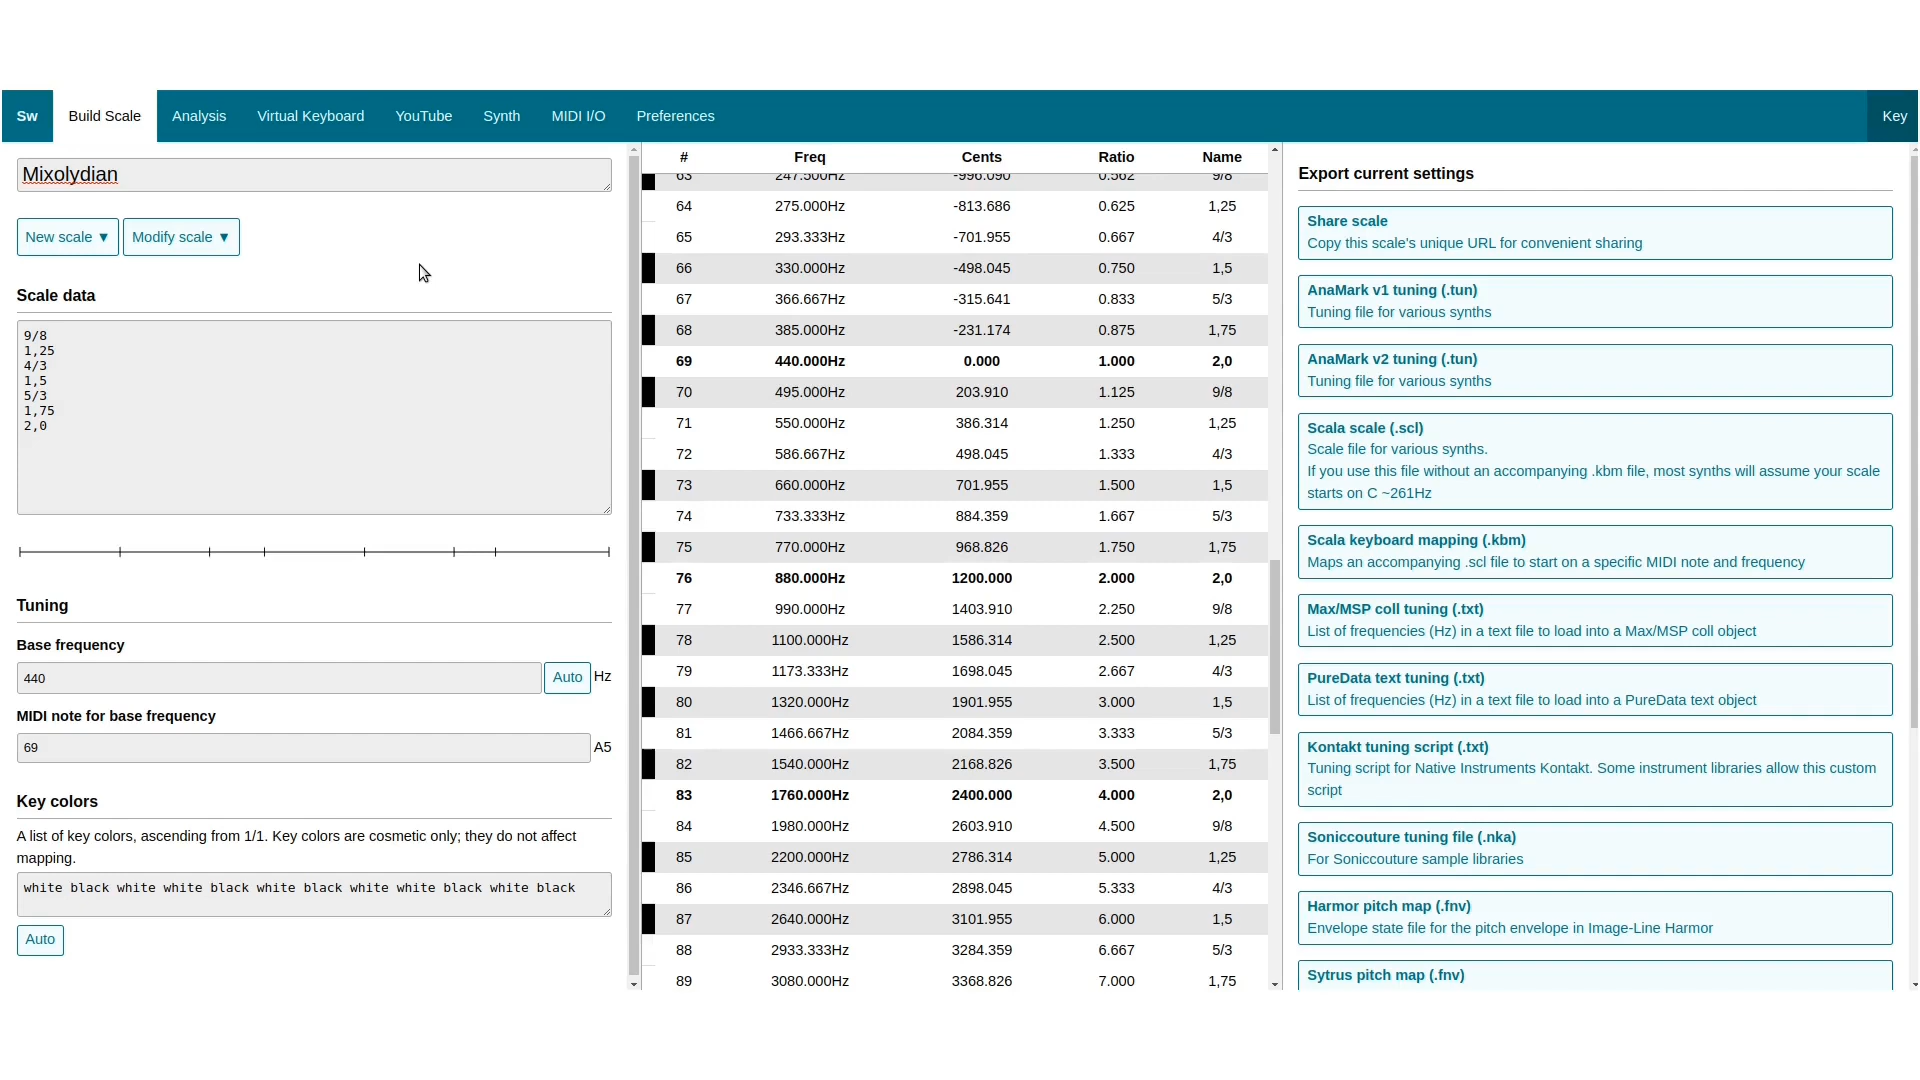 Sw Build Scale Analysis Virtual Keyboard YouTube Synth MIDI I/O Preferences Key
Mixolydian
New scale ▼ Modify scale ▼
Scale data
9/8
1,25
4/3
1,5
5/3
1,75
2,0
Tuning
Base frequency
440 Auto Hz
MIDI note for base frequency
69 A5
Key colors
A list of key colors, ascending from 1/1. Key colors are cosmetic only; they do not affect
mapping.
white black white white black white black white white black white black
Auto
# Freq Cents Ratio Name
63 247.500Hz -996.090 0.562 9/8
64 275.000Hz -813.686 0.625 1,25
65 293.333Hz -701.955 0.667 4/3
66 330.000Hz -498.045 0.750 1,5
67 366.667Hz -315.641 0.833 5/3
68 385.000Hz -231.174 0.875 1,75
69 440.000Hz 0.000 1.000 2,0
70 495.000Hz 203.910 1.125 9/8
71 550.000Hz 386.314 1.250 1,25
72 586.667Hz 498.045 1.333 4/3
73 660.000Hz 701.955 1.500 1,5
74 733.333Hz 884.359 1.667 5/3
75 770.000Hz 968.826 1.750 1,75
76 880.000Hz 1200.000 2.000 2,0
77 990.000Hz 1403.910 2.250 9/8
78 1100.000Hz 1586.314 2.500 1,25
79 1173.333Hz 1698.045 2.667 4/3
80 1320.000Hz 1901.955 3.000 1,5
81 1466.667Hz 2084.359 3.333 5/3
82 1540.000Hz 2168.826 3.500 1,75
83 1760.000Hz 2400.000 4.000 2,0
84 1980.000Hz 2603.910 4.500 9/8
85 2200.000Hz 2786.314 5.000 1,25
86 2346.667Hz 2898.045 5.333 4/3
87 2640.000Hz 3101.955 6.000 1,5
88 2933.333Hz 3284.359 6.667 5/3
89 3080.000Hz 3368.826 7.000 1,75
Export current settings
Share scale
Copy this scale's unique URL for convenient sharing
AnaMark v1 tuning (.tun)
Tuning file for various synths
AnaMark v2 tuning (.tun)
Tuning file for various synths
Scala scale (.scl)
Scale file for various synths.
If you use this file without an accompanying .kbm file, most synths will assume your scale
starts on C ~261Hz
Scala keyboard mapping (.kbm)
Maps an accompanying .scl file to start on a specific MIDI note and frequency
Max/MSP coll tuning (.txt)
List of frequencies (Hz) in a text file to load into a Max/MSP coll object
PureData text tuning (.txt)
List of frequencies (Hz) in a text file to load into a PureData text object
Kontakt tuning script (.txt)
Tuning script for Native Instruments Kontakt. Some instrument libraries allow this custom
script
Soniccouture tuning file (.nka)
For Soniccouture sample libraries
Harmor pitch map (.fnv)
Envelope state file for the pitch envelope in Image-Line Harmor
Sytrus pitch map (.fnv)